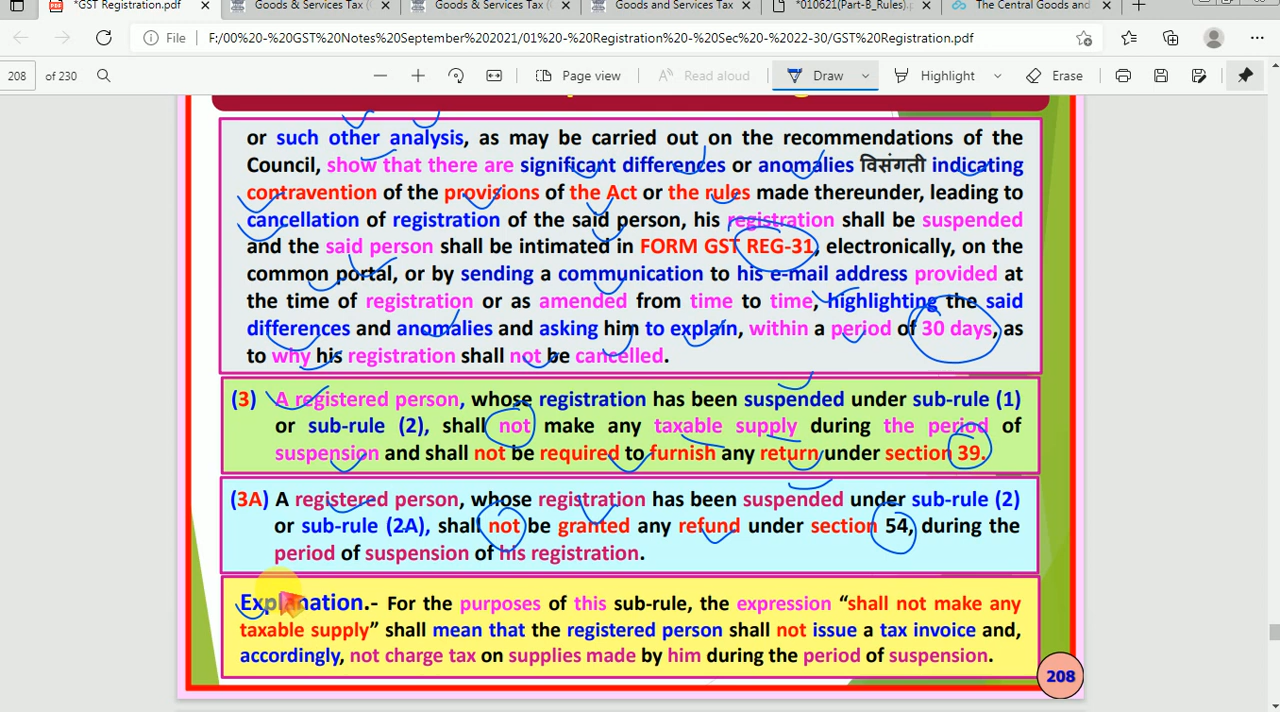 *GST Registration.pdf
Goods & Services Tax (
Goods & Services Tax (
Goods and Services Tax
*010621(Part-B_Rules).p
The Central Goods and
File F:/00%20-%20GST%20Notes%20September%202021/01%20-%20Registration%20-%20Sec%20-%2022-30/GST%20Registration.pdf
208 of 230
Page view
Read aloud
Draw
Highlight
Erase
or such other analysis, as may be carried out on the recommendations of the
Council, show that there are significant differences or anomalies विसंगती indicating
contravention of the provisions of the Act or the rules made thereunder, leading to
cancellation of registration of the said person, his registration shall be suspended
and the said person shall be intimated in FORM GST REG-31, electronically, on the
common portal, or by sending a communication to his e-mail address provided at
the time of registration or as amended from time to time, highlighting the said
differences and anomalies and asking him to explain, within a period of 30 days, as
to why his registration shall not be cancelled.
(3) A registered person, whose registration has been suspended under sub-rule (1)
or sub-rule (2), shall not make any taxable supply during the period of
suspension and shall not be required to furnish any return under section 39.
(3A) A registered person, whose registration has been suspended under sub-rule (2)
or sub-rule (2A), shall not be granted any refund under section 54, during the
period of suspension of his registration.
Explanation.- For the purposes of this sub-rule, the expression “shall not make any
taxable supply” shall mean that the registered person shall not issue a tax invoice and,
accordingly, not charge tax on supplies made by him during the period of suspension.
208